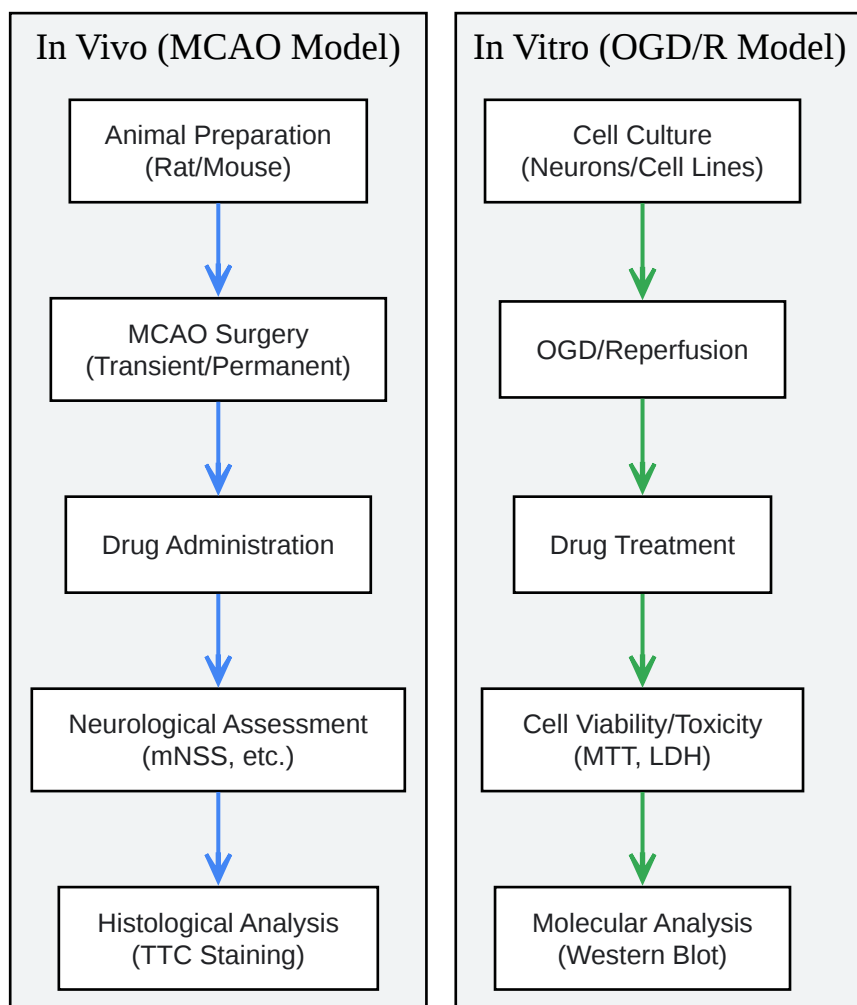 In Vivo (MCAO Model)
Animal Preparation
(Rat/Mouse)
MCAO Surgery
(Transient/Permanent)
Drug Administration
Neurological Assessment
(mNSS, etc.)
Histological Analysis
(TTC Staining)
In Vitro (OGD/R Model)
Cell Culture
(Neurons/Cell Lines)
OGD/Reperfusion
Drug Treatment
Cell Viability/Toxicity
(MTT, LDH)
Molecular Analysis
(Western Blot)